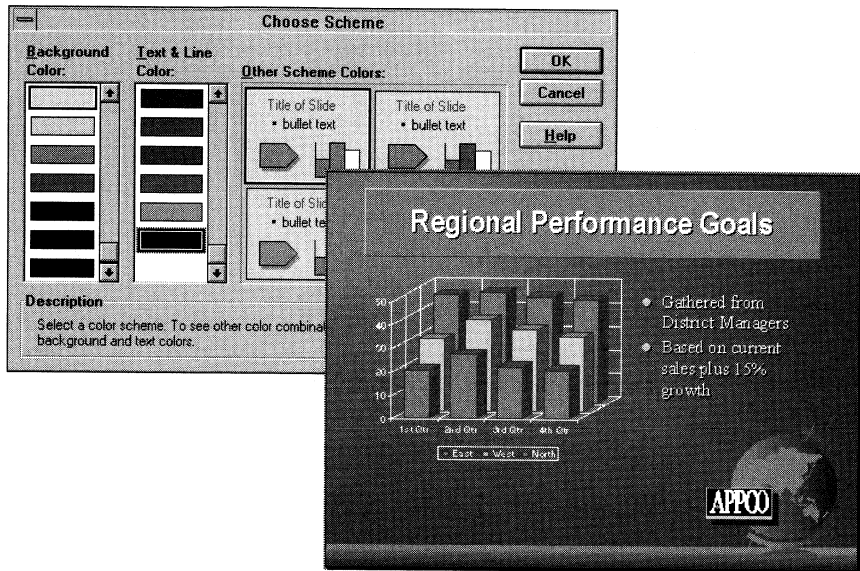 Choose Scheme
Background
Color:
Text & Line
Color:
Other Scheme Colors:
OK
Cancel
Help
Title of Slide
• bullet text
Title of Slide
• bullet text
Title of Slide
• bullet te
Description
Select a color scheme. To see other color combina
background and text colors.
Regional Performance Goals
50
40
30
20
10
0
1st Qtr
2nd Qtr
3rd Qtr
4th Qtr
East
West
North
• Gathered from
District Managers
• Based on current
sales plus 15%
growth
APPCO